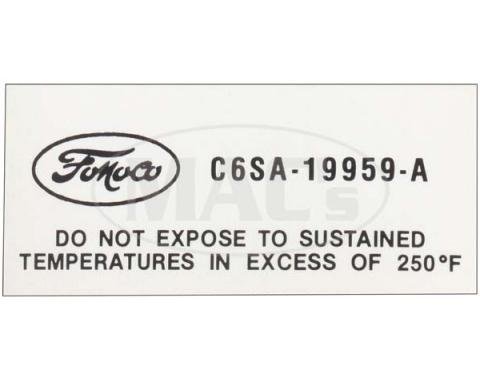 FoMoCo C6SA-19959-A
MAC's
DO NOT EXPOSE TO SUSTAINED
TEMPERATURES IN EXCESS OF 250°F